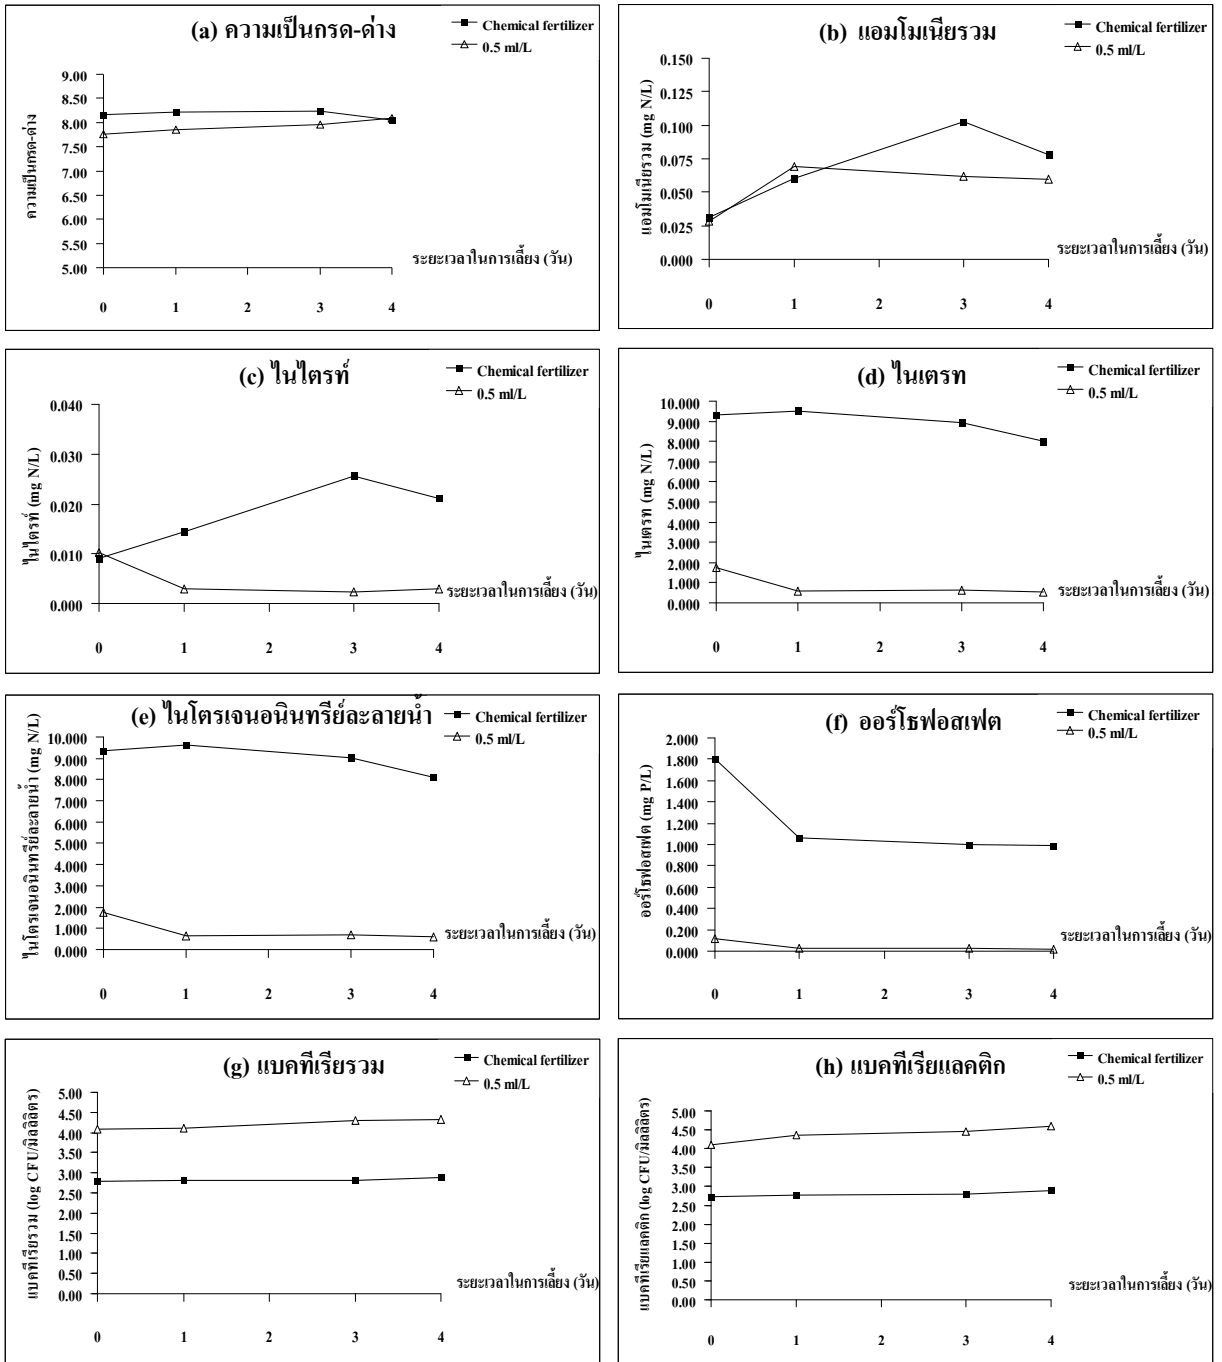 (a) ความเป็นกรด-ด่าง
Chemical fertilizer
0.5 ml/L
ความเป็นกรด-ด่าง
9.00
8.50
8.00
7.50
7.00
6.50
6.00
5.50
5.00
ระยะเวลาในการเลี้ยง (วัน)
0 1 2 3 4
(b) แอมโมเนียรวม
Chemical fertilizer
0.5 ml/L
แอมโมเนียรวม (mg N/L)
0.150
0.125
0.100
0.075
0.050
0.025
0.000
ระยะเวลาในการเลี้ยง (วัน)
0 1 2 3 4
(c) ไนไตรท์
Chemical fertilizer
0.5 ml/L
ไนไตรท์ (mg N/L)
0.040
0.030
0.020
0.010
0.000
ระยะเวลาในการเลี้ยง (วัน)
0 1 2 3 4
(d) ไนเตรท
Chemical fertilizer
0.5 ml/L
ไนเตรท (mg N/L)
10.000
9.000
8.000
7.000
6.000
5.000
4.000
3.000
2.000
1.000
0.000
ระยะเวลาในการเลี้ยง (วัน)
0 1 2 3 4
(e) ไนโตรเจนอนินทรีย์ละลายน้ำ
Chemical fertilizer
0.5 ml/L
ไนโตรเจนอนินทรีย์ละลายน้ำ (mg N/L)
10.000
9.000
8.000
7.000
6.000
5.000
4.000
3.000
2.000
1.000
0.000
ระยะเวลาในการเลี้ยง (วัน)
0 1 2 3 4
(f) ออร์โธฟอสเฟต
Chemical fertilizer
0.5 ml/L
ออร์โธฟอสเฟต (mg P/L)
2.000
1.800
1.600
1.400
1.200
1.000
0.800
0.600
0.400
0.200
0.000
ระยะเวลาในการเลี้ยง (วัน)
0 1 2 3 4
(g) แบคทีเรียรวม
Chemical fertilizer
0.5 ml/L
แบคทีเรียรวม (log CFU/มิลลิลิตร)
5.00
4.50
4.00
3.50
3.00
2.50
2.00
1.50
1.00
0.50
0.00
ระยะเวลาในการเลี้ยง (วัน)
0 1 2 3 4
(h) แบคทีเรียแลคติก
Chemical fertilizer
0.5 ml/L
แบคทีเรียแลคติก (log CFU/มิลลิลิตร)
5.00
4.50
4.00
3.50
3.00
2.50
2.00
1.50
1.00
0.50
0.00
ระยะเวลาในการเลี้ยง (วัน)
0 1 2 3 4